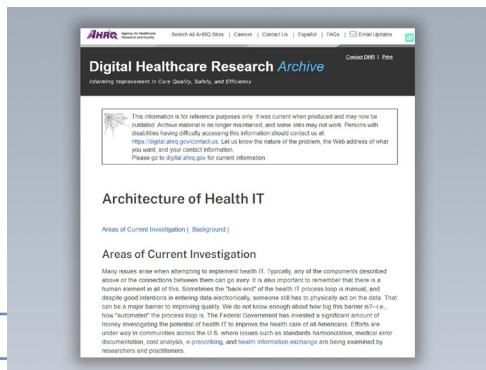 AHRQ Agency for Healthcare Research and Quality
Search All AHRQ Sites | Careers | Contact Us | Español | FAQs | Email Updates
Contact DHR | Print
Digital Healthcare Research Archive
Informing Improvement in Care Quality, Safety, and Efficiency
This information is for reference purposes only. It was current when produced and may now be
outdated. Archive material is no longer maintained, and some links may not work. Persons with
disabilities having difficulty accessing this information should contact us at:
https://digital.ahrq.gov/contact-us. Let us know the nature of the problem, the Web address of what
you want, and your contact information.
Please go to digital.ahrq.gov for current information.
Architecture of Health IT
Areas of Current Investigation | Background |
Areas of Current Investigation
Many issues arise when attempting to implement health IT. Typically, any of the components described
above or the connections between them can go awry. It is also important to remember that there is a
human element in all of this. Sometimes the "back-end" of the health IT process loop is manual, and
despite good intentions in entering data electronically, someone still has to physically act on the data. That
can be a major barrier to improving quality. We do not know enough about how big this barrier is?--i.e.,
how "automated" the process loop is. The Federal Government has invested a significant amount of
money investigating the potential of health IT to improve the health care of all Americans. Efforts are
under way in communities across the U.S. where issues such as standards harmonization, medical error
documentation, cost analysis, e-prescribing, and health information exchange are being examined by
researchers and practitioners.